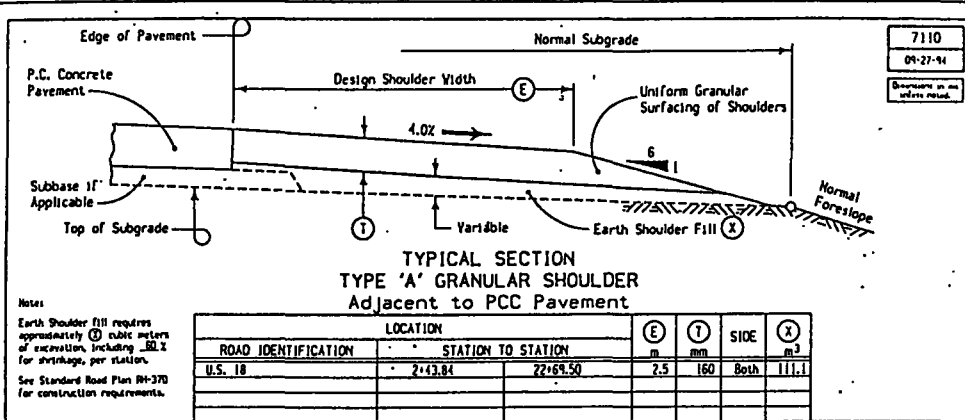 Edge of Pavement
Normal Subgrade
7110
09-27-94
P.C. Concrete
Pavement
Design Shoulder Width
E
Uniform Granular
Surfacing of Shoulders
4.0%
6
1
Subbase if
Applicable
Top of Subgrade
T
Variable
Earth Shoulder Fill
X
Normal
Foreslope
TYPICAL SECTION
TYPE 'A' GRANULAR SHOULDER
Adjacent to PCC Pavement
Notes
Earth Shoulder fill requires
approximately X cubic meters
of excavation, including 60 %
for shrinkage, per station.
See Standard Road Plan RH-370
for construction requirements.
LOCATION
E
T
SIDE
X
ROAD IDENTIFICATION
STATION TO STATION
m
mm
m³
U.S. 18
2+43.84
22+69.50
2.5
160
Both
111.1